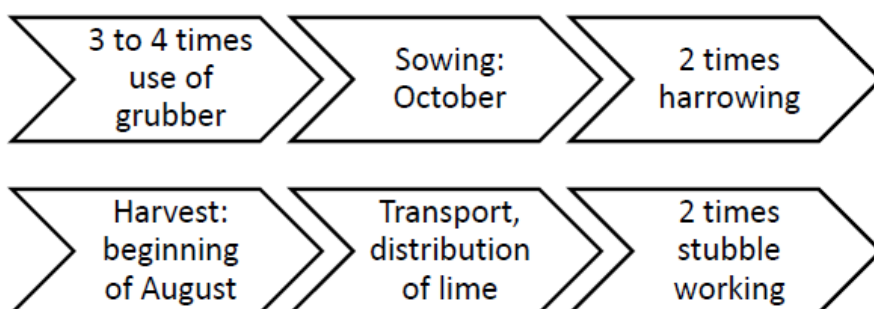 3 to 4 times
use of
grubber
Sowing:
October
2 times
harrowing
Harvest:
beginning
of August
Transport,
distribution
of lime
2 times
stubble
working